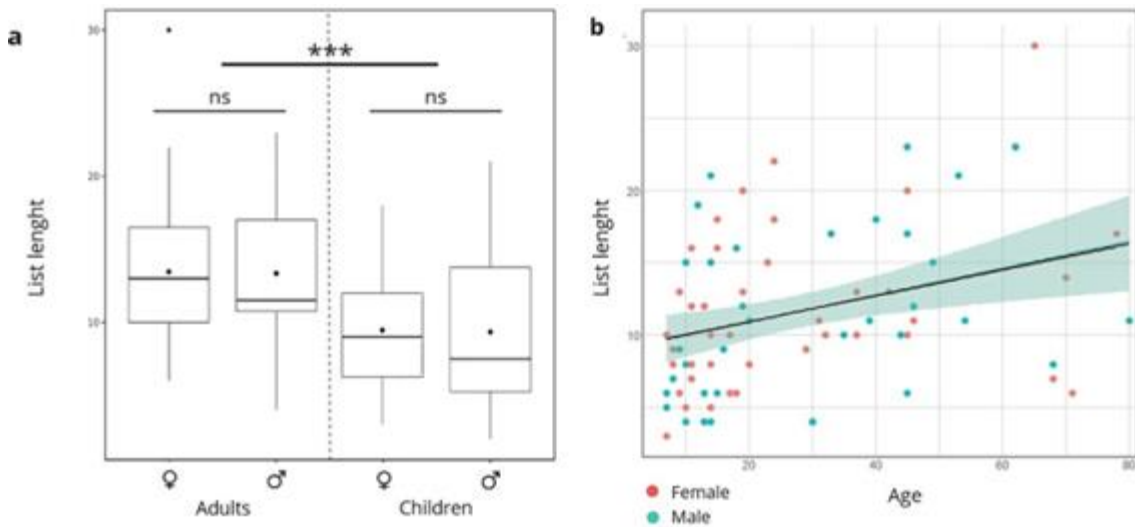 a
30
20
10
List lenght
***
ns
ns
♀ ♂ ♀ ♂
Adults Children
b
30
20
10
List lenght
20 40 60 80
Age
Female
Male